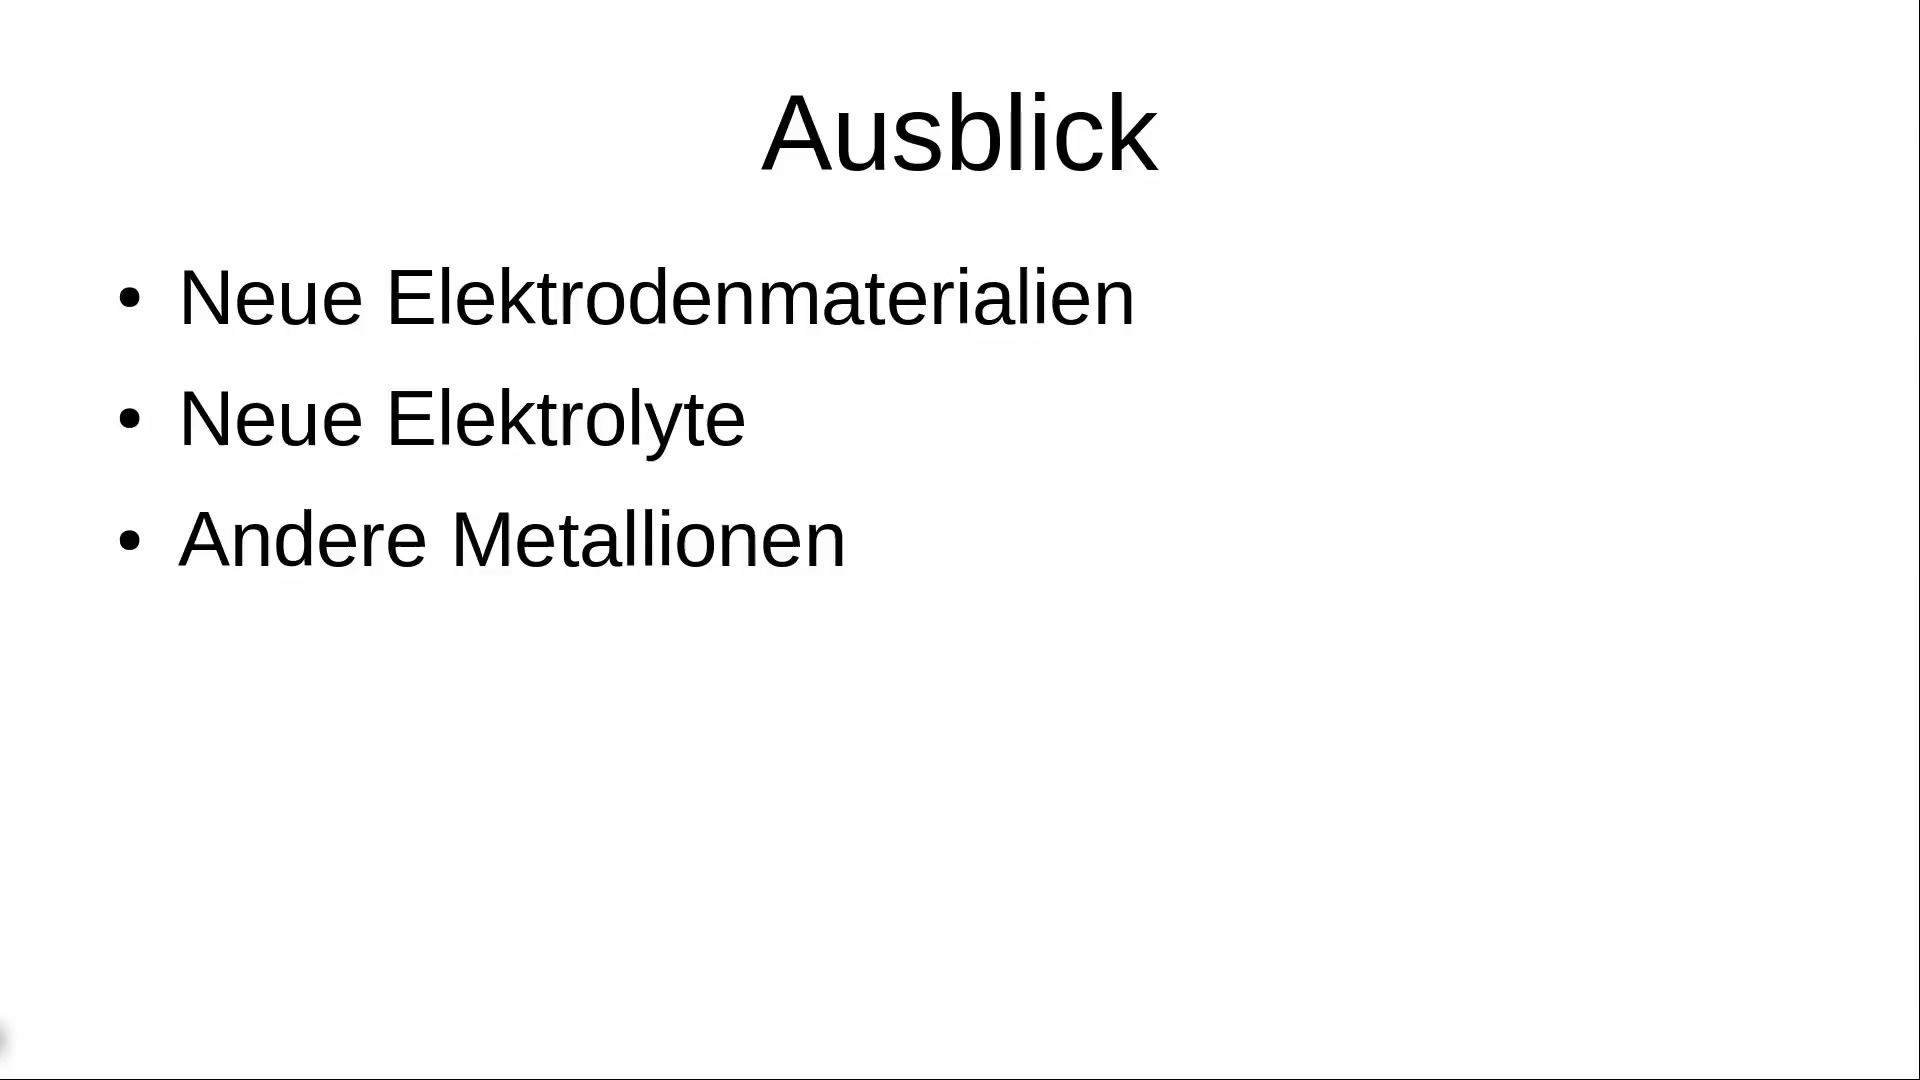 Ausblick
• Neue Elektrodenmaterialien
• Neue Elektrolyte
• Andere Metallionen